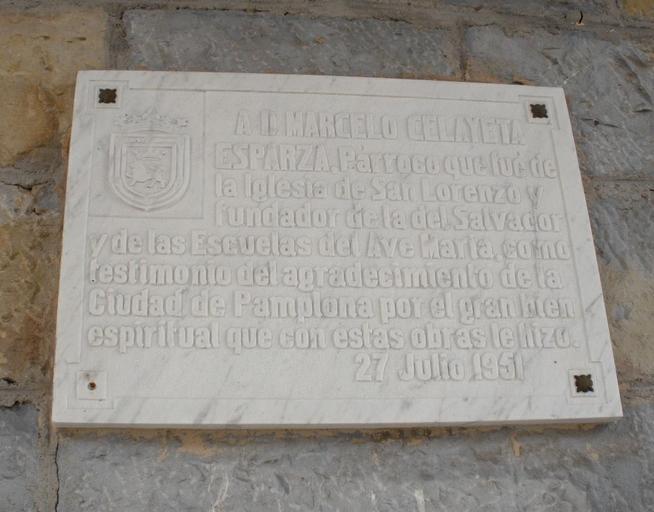 A D. MARCELO CELAYETA
ESPARZA. Párroco que fué de
la Iglesia de San Lorenzo y
fundador de la del Salvador
y de las Escuelas del Ave María, como
testimonio del agradecimiento de la
Ciudad de Pamplona por el gran bien
espiritual que con estas obras le hizo.
27 Julio 1951